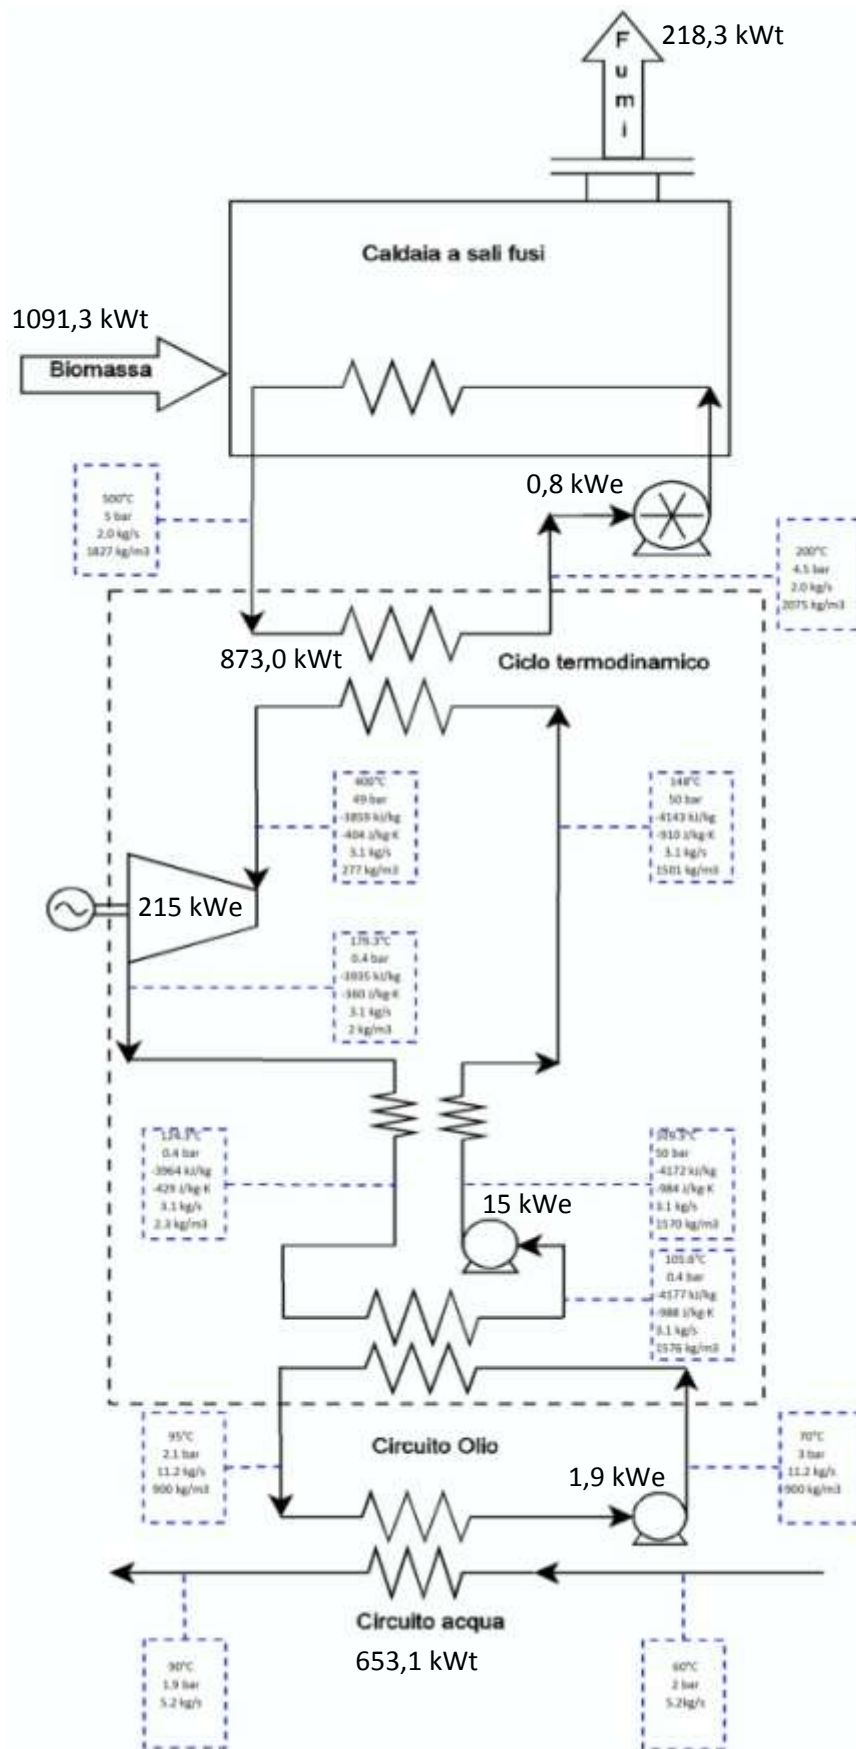 218,3 kWt
F
u
m
i
Caldaia a sali fusi
1091,3 kWt
Biomassa
0,8 kWe
500°C
5 bar
2.0 kg/s
1827 kg/m3
200°C
4.5 bar
2.0 kg/s
2075 kg/m3
873,0 kWt
Ciclo termodinamico
400°C
49 bar
-3859 kJ/kg
-404 J/kg·K
3.1 kg/s
277 kg/m3
148°C
50 bar
-4143 kJ/kg
-910 J/kg·K
3.1 kg/s
1501 kg/m3
215 kWe
179.3°C
0.4 bar
-3935 kJ/kg
-360 J/kg·K
3.1 kg/s
2 kg/m3
124.3°C
0.4 bar
-3964 kJ/kg
-429 J/kg·K
3.1 kg/s
2.3 kg/m3
109.3°C
50 bar
-4172 kJ/kg
-984 J/kg·K
3.1 kg/s
1570 kg/m3
15 kWe
105.6°C
0.4 bar
-4177 kJ/kg
-988 J/kg·K
3.1 kg/s
1576 kg/m3
95°C
2.1 bar
11.2 kg/s
900 kg/m3
Circuito Olio
1,9 kWe
70°C
3 bar
11.2 kg/s
900 kg/m3
Circuito acqua
653,1 kWt
90°C
1.9 bar
5.2 kg/s
60°C
2 bar
5.2kg/s